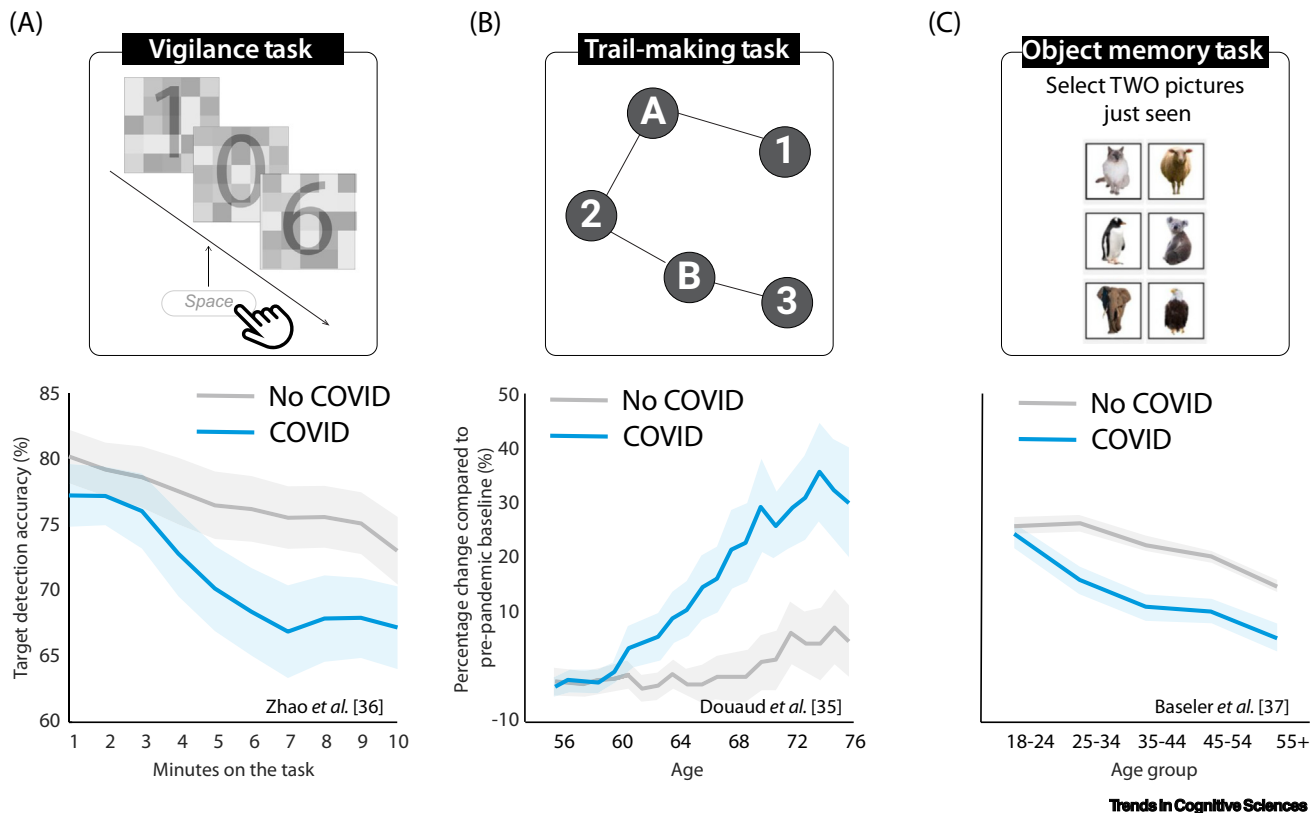 (A)
Vigilance task
1
0
6
Space
(B)
Trail-making task
A
1
2
B
3
(C)
Object memory task
Select TWO pictures
just seen
Target detection accuracy (%)
85
80
75
70
65
60
No COVID
COVID
Zhao et al. [36]
1 2 3 4 5 6 7 8 9 10
Minutes on the task
Percentage change compared to
pre-pandemic baseline (%)
50
40
30
20
10
-10
No COVID
COVID
Douaud et al. [35]
56 60 64 68 72 76
Age
No COVID
COVID
Baseler et al. [37]
18-24 25-34 35-44 45-54 55+
Age group
Trends in Cognitive Sciences